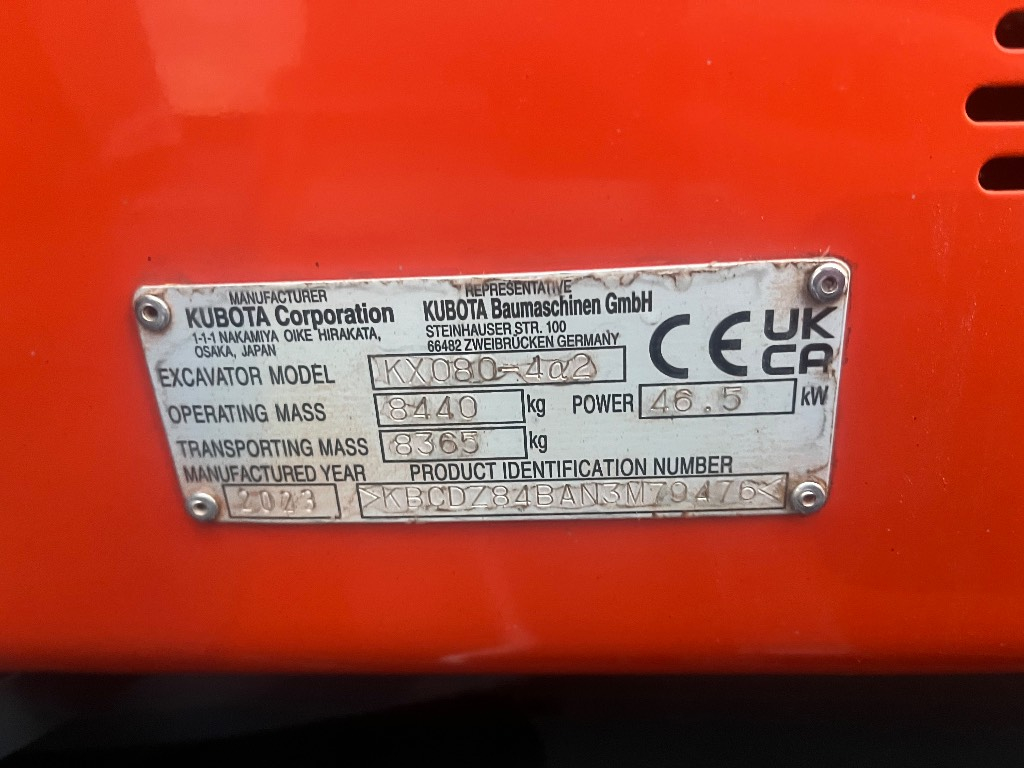 MANUFACTURER
KUBOTA Corporation
1-1-1 NAKAMIYA OIKE HIRAKATA,
OSAKA, JAPAN
REPRESENTATIVE
KUBOTA Baumaschinen GmbH
STEINHAUSER STR. 100
66482 ZWEIBRÜCKEN GERMANY
CE UK
CA
EXCAVATOR MODEL KX080-4α2
OPERATING MASS 8440 kg POWER 46.5 kW
TRANSPORTING MASS 8365 kg
MANUFACTURED YEAR PRODUCT IDENTIFICATION NUMBER
2023 >KBCDZ84BAN3M79476<